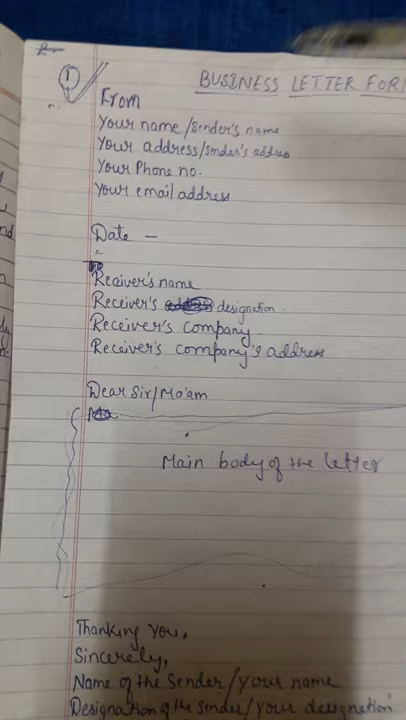 ①
BUSINESS LETTER FOR
From
Your name/Sender's name
Your address/Sender's address
Your Phone no.
Your email address
Date –
Reciver's name
Receiver's designation
Receiver's company
Receiver's company's address
Dear Sir/Ma'am
Main body of the letter
Thanking You,
Sincerely,
Name of the Sender/your name
Designation of the Sender/your designation